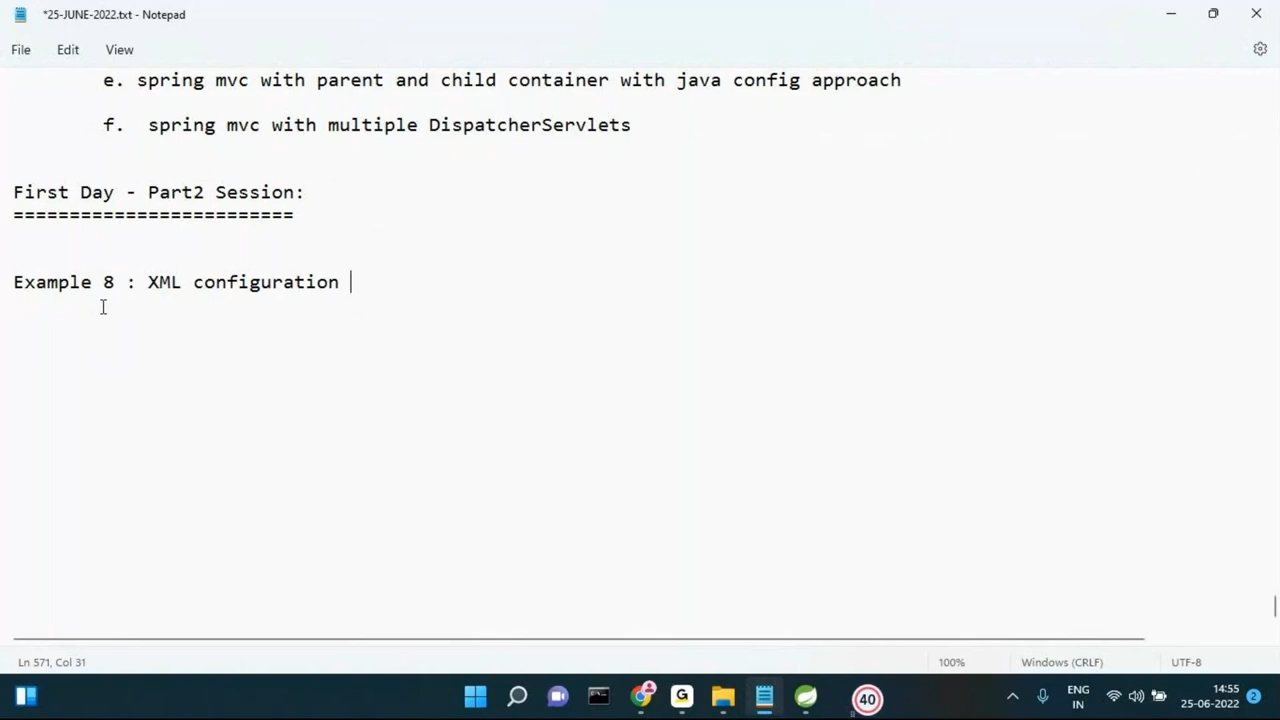 *25-JUNE-2022.txt - Notepad
File Edit View
e. spring mvc with parent and child container with java config approach
f. spring mvc with multiple DispatcherServlets
First Day - Part2 Session:
=========================
Example 8 : XML configuration
Ln 571, Col 31 100% Windows (CRLF) UTF-8
G 40 ENG IN 14:55 25-06-2022 2